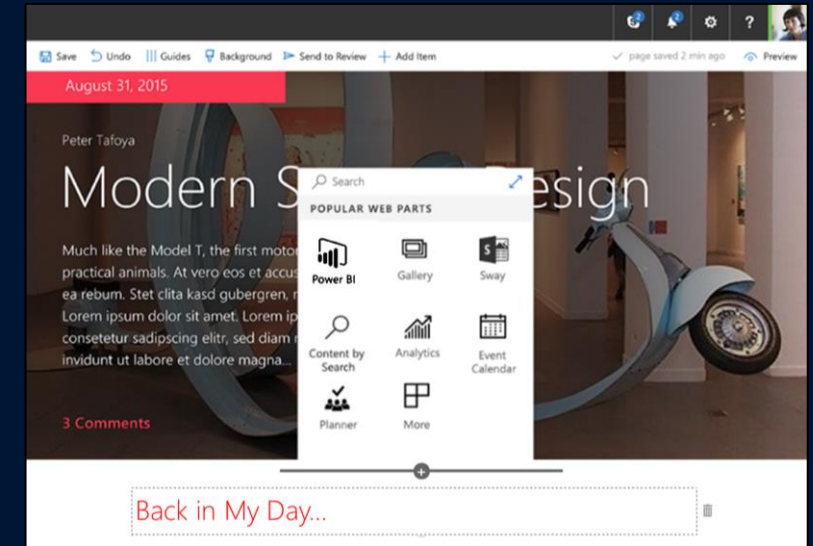 2
2
?
Save Undo Guides Background Send to Review Add Item page saved 2 min ago Preview
August 31, 2015
Peter Tafoya
Modern S esign
Search
POPULAR WEB PARTS
Much like the Model T, the first moto
practical animals. At vero eos et accus
ea rebum. Stet clita kasd gubergren,
Lorem ipsum dolor sit amet. Lorem ip
consetetur sadipscing elitr, sed diam
invidunt ut labore et dolore magna...
3 Comments
Power BI Gallery Sway
Content by
Search
Analytics
Event
Calendar
Planner More
Back in My Day...